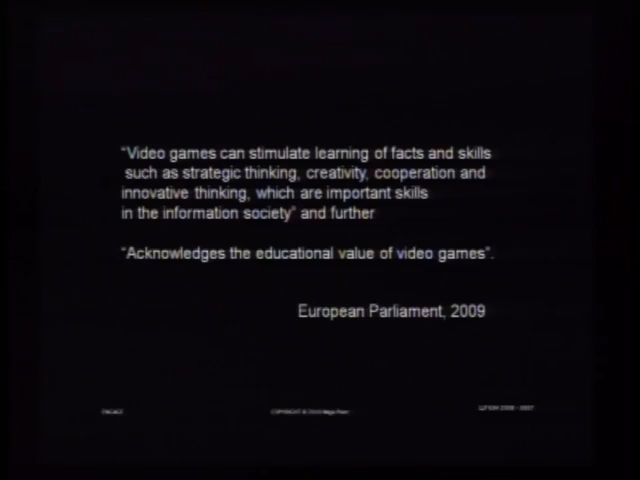 "Video games can stimulate learning of facts and skills
such as strategic thinking, creativity, cooperation and
innovative thinking, which are important skills
in the information society" and further
"Acknowledges the educational value of video games".
European Parliament, 2009
COPYRIGHT